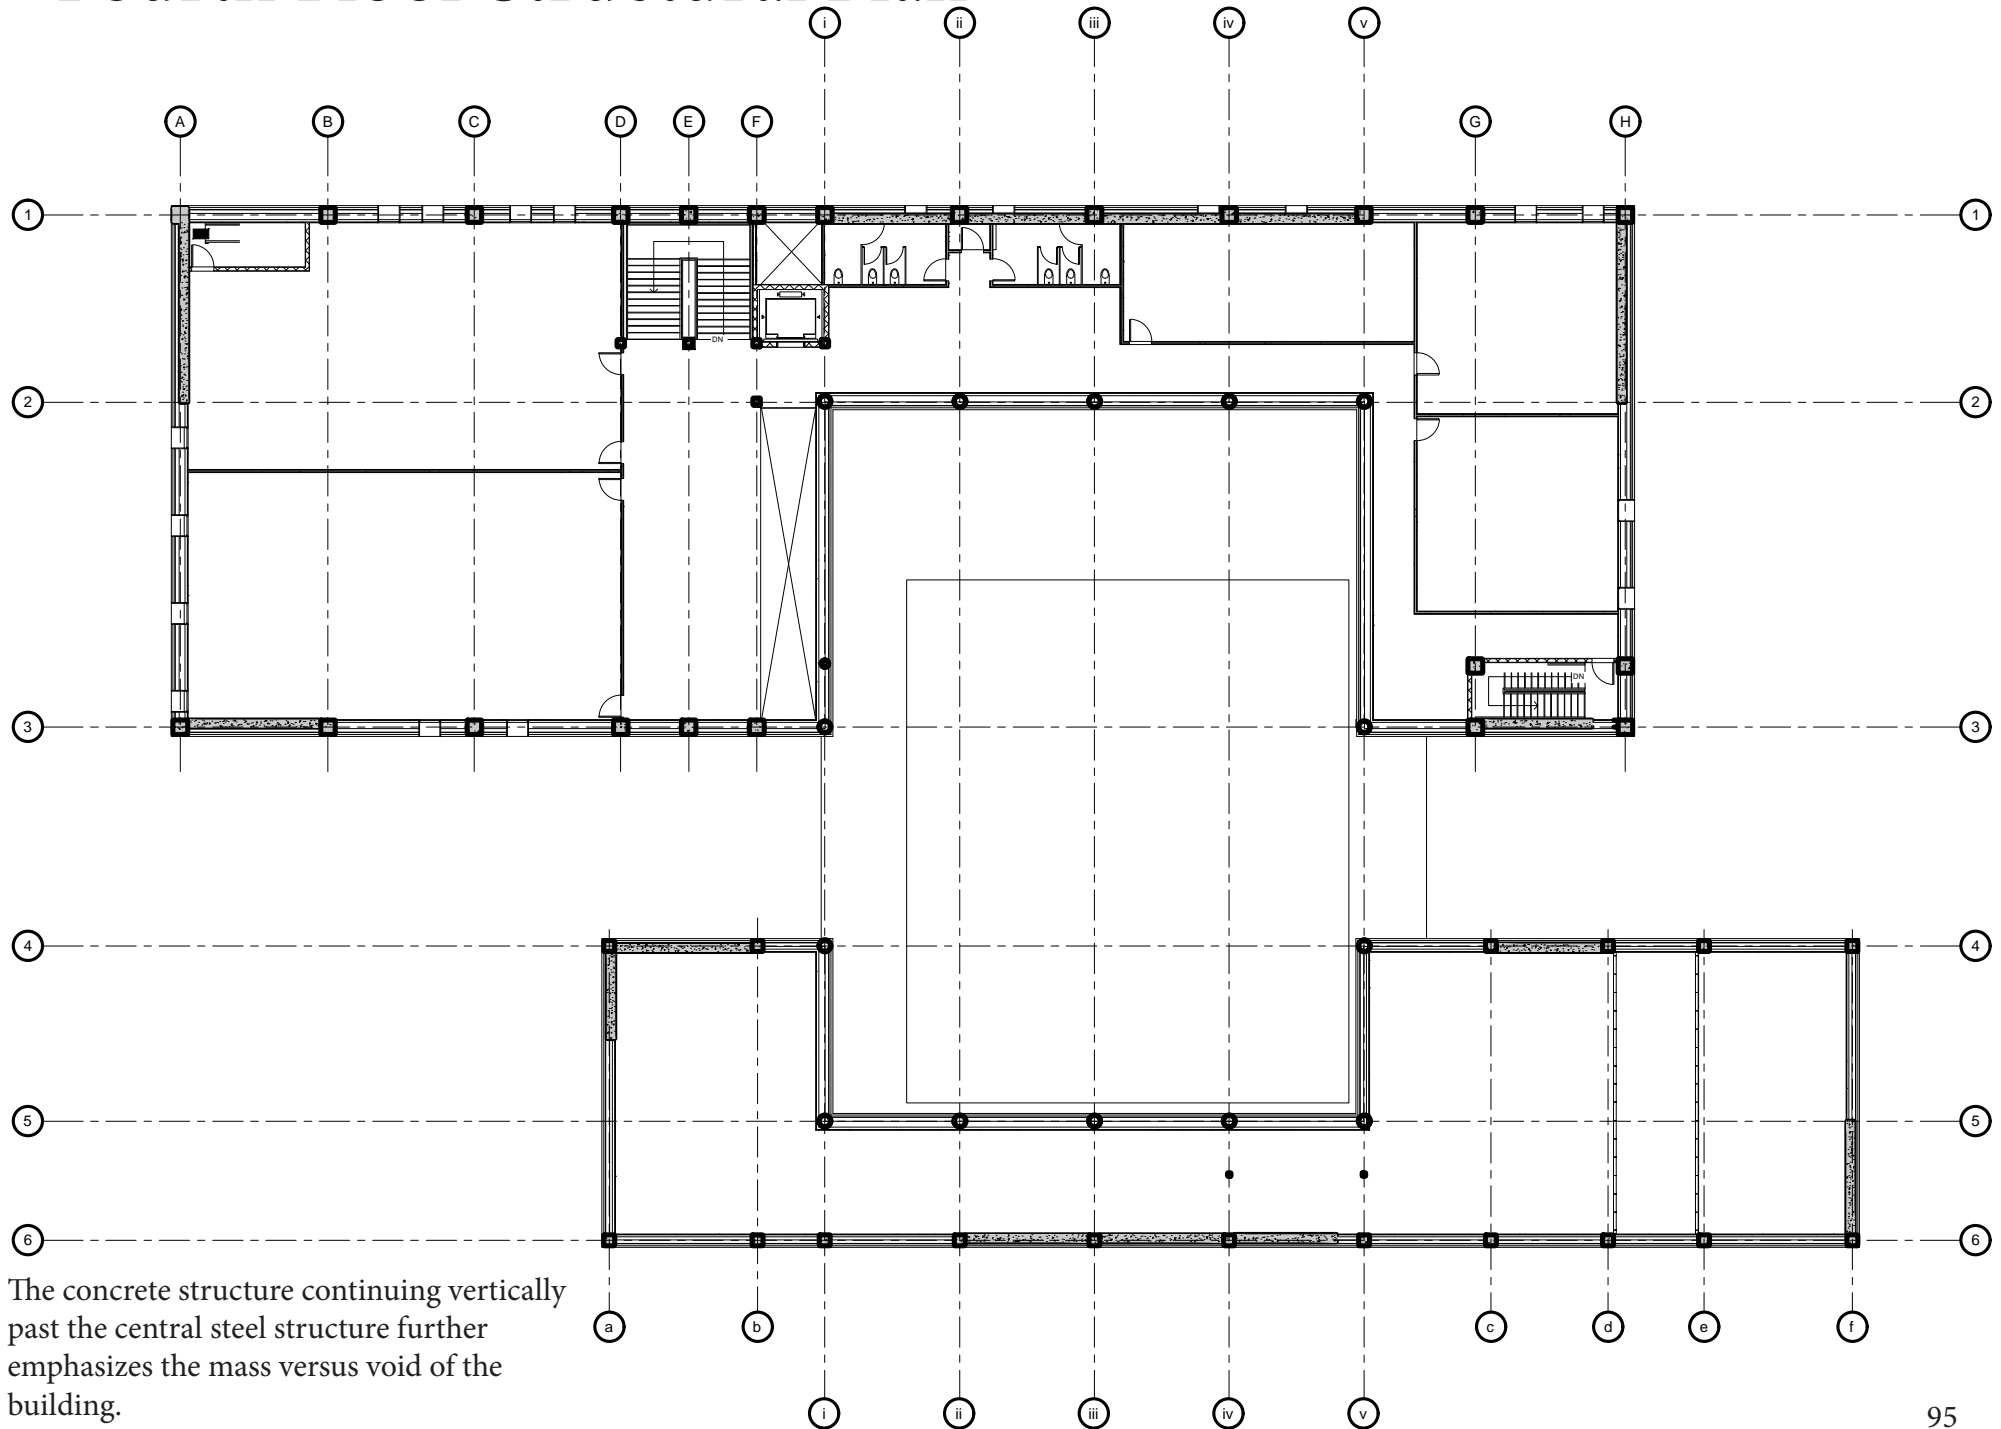 i ii iii iv v
A B C D E F G H
1 1
DN
2 2
DN
3 3
4 4
5 5
6 6
The concrete structure continuing vertically
past the central steel structure further
emphasizes the mass versus void of the
building.
a b c d e f
i ii iii iv v
95